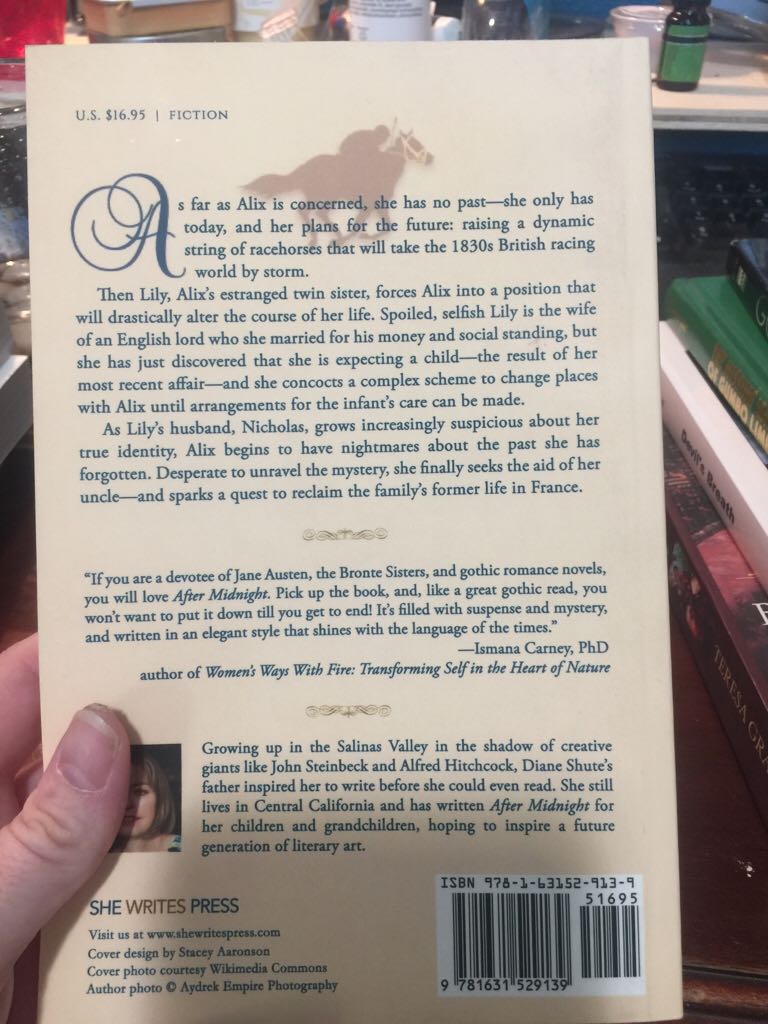 U.S. $16.95 | FICTION
As far as Alix is concerned, she has no past—she only has
today, and her plans for the future: raising a dynamic
string of racehorses that will take the 1830s British racing
world by storm.
Then Lily, Alix's estranged twin sister, forces Alix into a position that
will drastically alter the course of her life. Spoiled, selfish Lily is the wife
of an English lord who she married for his money and social standing, but
she has just discovered that she is expecting a child—the result of her
most recent affair—and she concocts a complex scheme to change places
with Alix until arrangements for the infant's care can be made.
As Lily's husband, Nicholas, grows increasingly suspicious about her
true identity, Alix begins to have nightmares about the past she has
forgotten. Desperate to unravel the mystery, she finally seeks the aid of her
uncle—and sparks a quest to reclaim the family's former life in France.
"If you are a devotee of Jane Austen, the Bronte Sisters, and gothic romance novels,
you will love After Midnight. Pick up the book, and, like a great gothic read, you
won't want to put it down till you get to end! It's filled with suspense and mystery,
and written in an elegant style that shines with the language of the times."
—Ismana Carney, PhD
author of Women's Ways With Fire: Transforming Self in the Heart of Nature
Growing up in the Salinas Valley in the shadow of creative
giants like John Steinbeck and Alfred Hitchcock, Diane Shute's
father inspired her to write before she could even read. She still
lives in Central California and has written After Midnight for
her children and grandchildren, hoping to inspire a future
generation of literary art.
SHE WRITES PRESS
Visit us at www.shewritespress.com
Cover design by Stacey Aaronson
Cover photo courtesy Wikimedia Commons
Author photo © Aydrek Empire Photography
ISBN 978-1-63152-913-9
51695
9 781631 529139
Devil's Breath
TERESA GRA